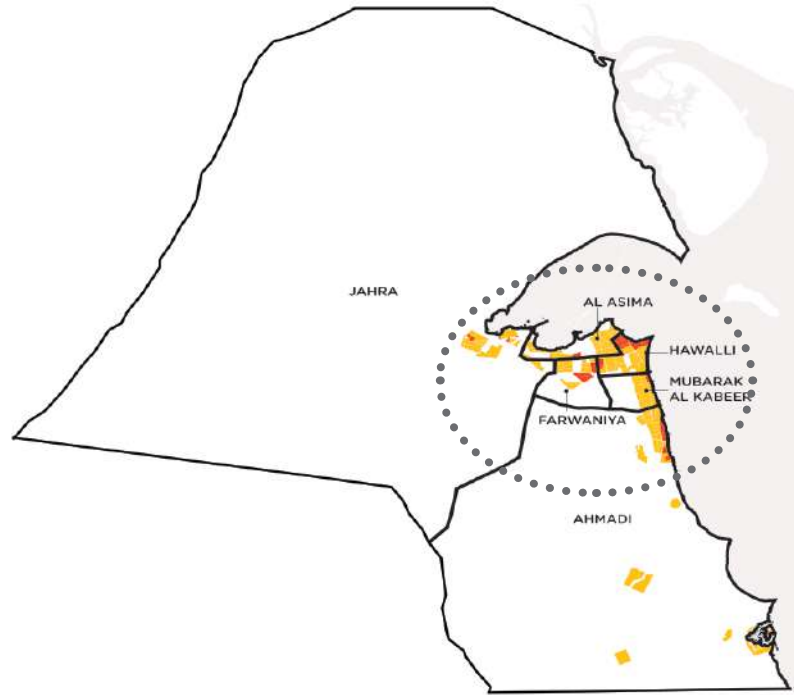 JAHRA
AL ASIMA
HAWALLI
MUBARAK
AL KABEER
FARWANIYA
AHMADI